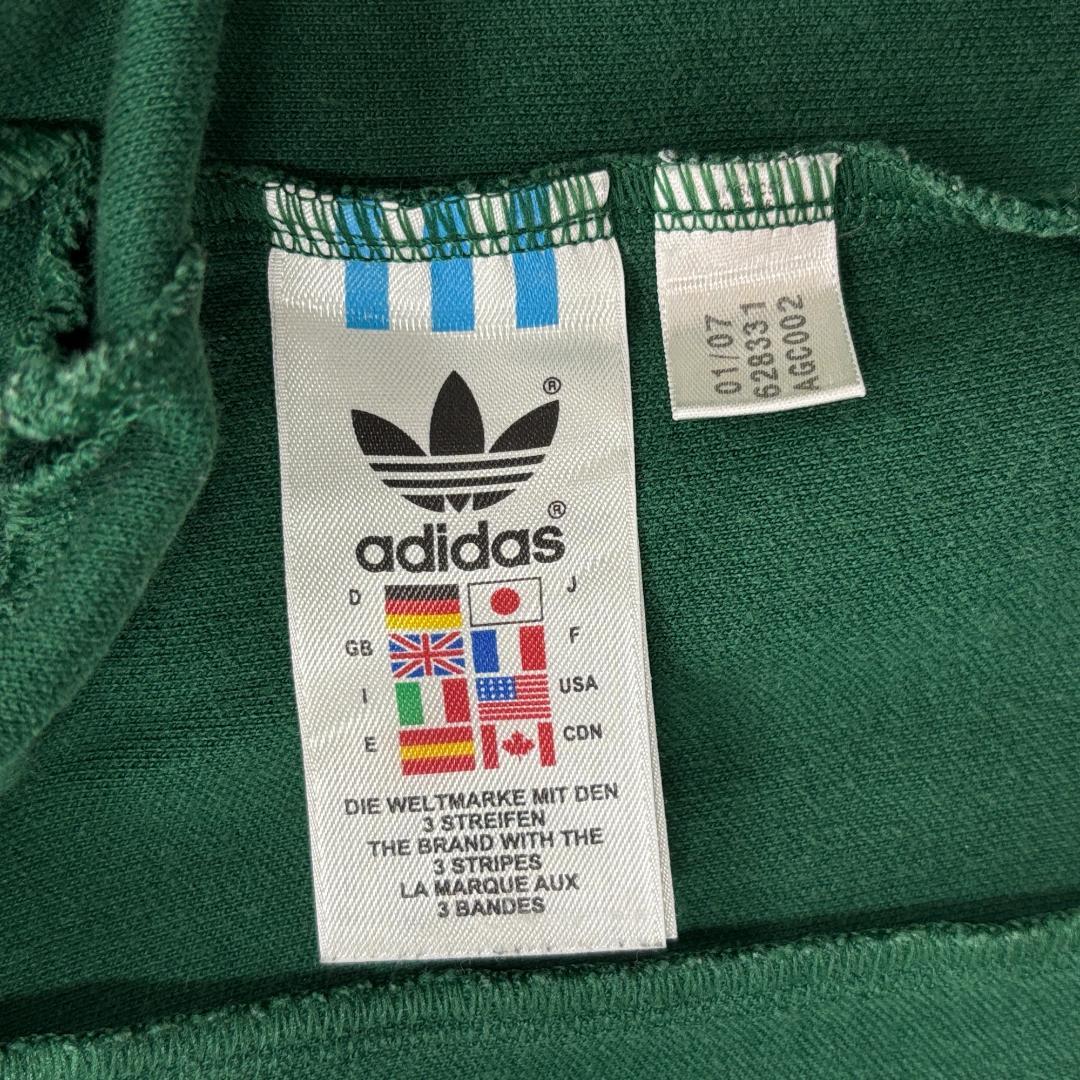 ®
®
adidas
D
J
GB
F
I
USA
E
CDN
DIE WELTMARKE MIT DEN
3 STREIFEN
THE BRAND WITH THE
3 STRIPES
LA MARQUE AUX
3 BANDES
01/07
628331
AGC002